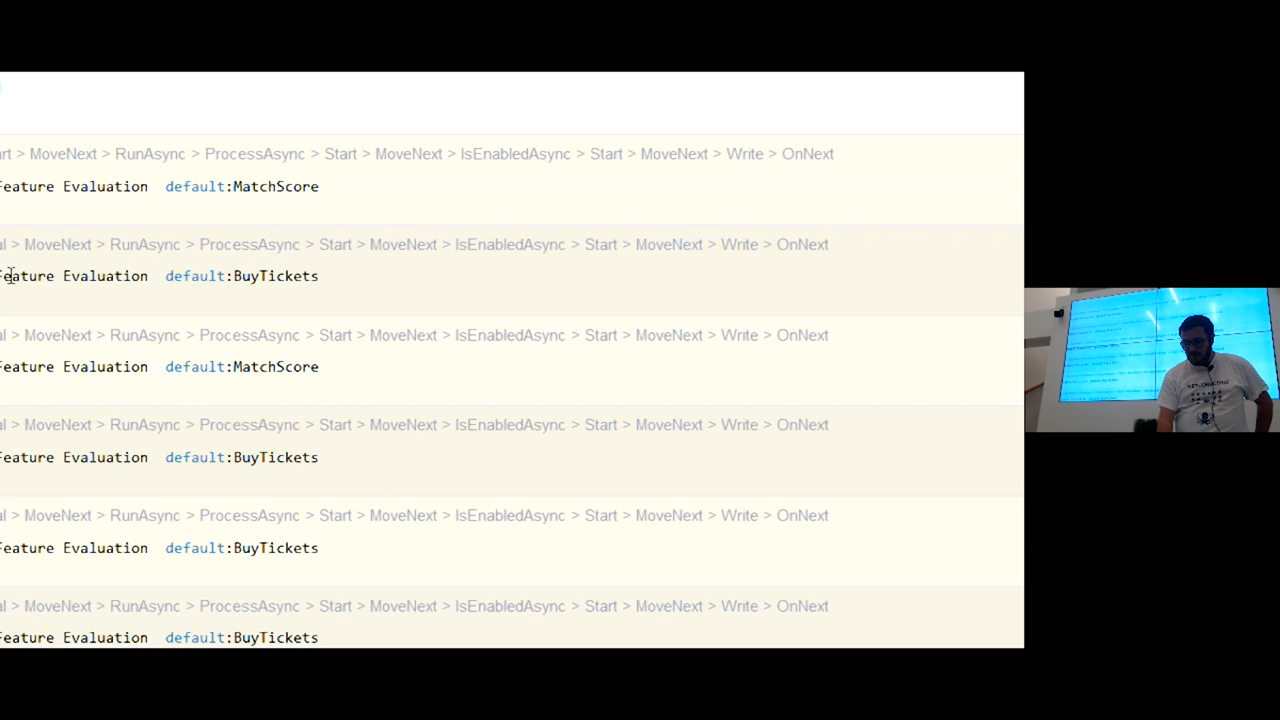 rt > MoveNext > RunAsync > ProcessAsync > Start > MoveNext > IsEnabledAsync > Start > MoveNext > Write > OnNext
Feature Evaluation default:MatchScore
al > MoveNext > RunAsync > ProcessAsync > Start > MoveNext > IsEnabledAsync > Start > MoveNext > Write > OnNext
Feature Evaluation default:BuyTickets
al > MoveNext > RunAsync > ProcessAsync > Start > MoveNext > IsEnabledAsync > Start > MoveNext > Write > OnNext
Feature Evaluation default:MatchScore
al > MoveNext > RunAsync > ProcessAsync > Start > MoveNext > IsEnabledAsync > Start > MoveNext > Write > OnNext
Feature Evaluation default:BuyTickets
al > MoveNext > RunAsync > ProcessAsync > Start > MoveNext > IsEnabledAsync > Start > MoveNext > Write > OnNext
Feature Evaluation default:BuyTickets
al > MoveNext > RunAsync > ProcessAsync > Start > MoveNext > IsEnabledAsync > Start > MoveNext > Write > OnNext
Feature Evaluation default:BuyTickets